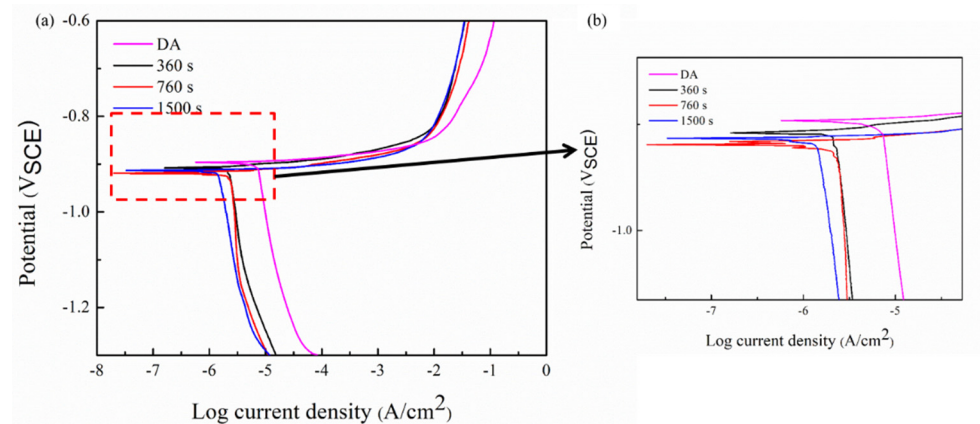 (a)
DA
360 s
760 s
1500 s
-0.6
-0.8
-1.0
-1.2
Potential (VSCE)
-8 -7 -6 -5 -4 -3 -2 -1 0
Log current density (A/cm2)
(b)
DA
360 s
760 s
1500 s
-1.0
Potential (VSCE)
-7 -6 -5
Log current density (A/cm2)